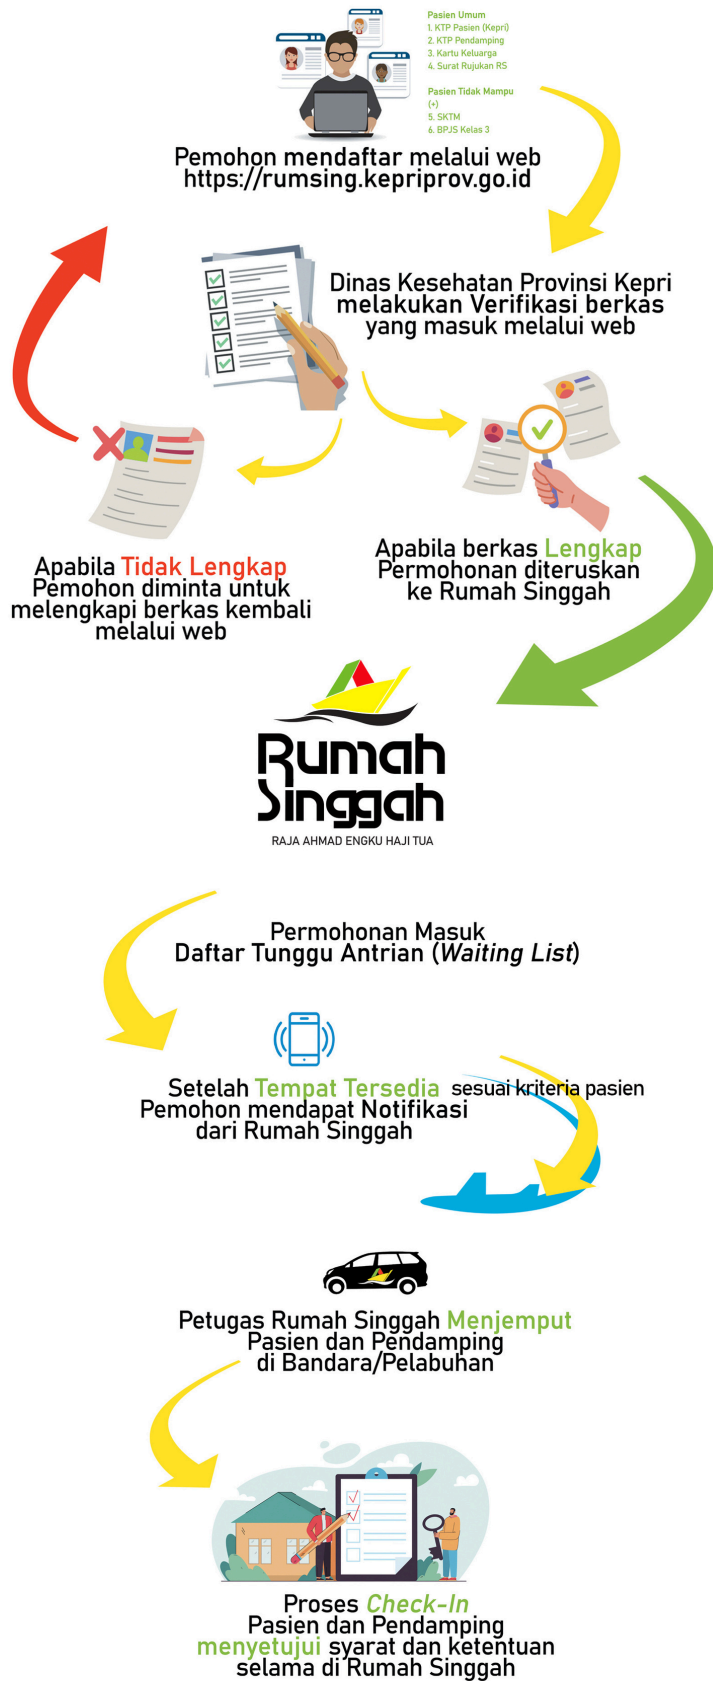 Pasien Umum
1. KTP Pasien (Kepri)
2. KTP Pendamping
3. Kartu Keluarga
4. Surat Rujukan RS
Pasien Tidak Mampu
(+)
5. SKTM
6. BPJS Kelas 3
Pemohon mendaftar melalui web
https://rumsing.kepriprov.go.id
Dinas Kesehatan Provinsi Kepri
melakukan Verifikasi berkas
yang masuk melalui web
Apabila Tidak Lengkap
Pemohon diminta untuk
melengkapi berkas kembali
melalui web
Apabila berkas Lengkap
Permohonan diteruskan
ke Rumah Singgah
Rumah
Singgah
RAJA AHMAD ENGKU HAJI TUA
Permohonan Masuk
Daftar Tunggu Antrian (Waiting List)
Setelah Tempat Tersedia sesuai kriteria pasien
Pemohon mendapat Notifikasi
dari Rumah Singgah
Petugas Rumah Singgah Menjemput
Pasien dan Pendamping
di Bandara/Pelabuhan
Proses Check-In
Pasien dan Pendamping
menyetujui syarat dan ketentuan
selama di Rumah Singgah